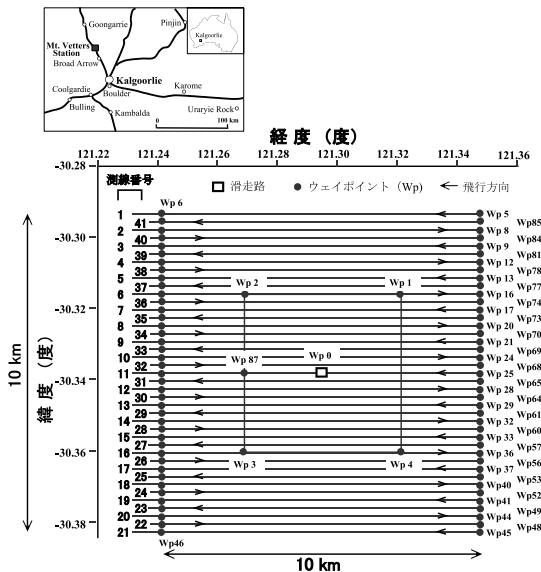 Goongarrie
Pinjin
Kalgoorlie
Mt. Vetters
Station
Broad Arrow
Kalgoorlie
Coolgardie
Boulder
Karome
Bulling
Kambalda
Uraryie Rock
0 100 km
経 度 (度)
121.22 121.24 121.26 121.28 121.30 121.32 121.34 121.36
-30.28
測線番号
滑走路 ウェイポイント (Wp) 飛行方向
Wp 6
1 Wp 5
41 Wp85
2 Wp 8
-30.30 40 Wp84
3 Wp 9
39 Wp81
4 Wp 12
38 Wp78
5 Wp 13
37 Wp 2 Wp 1 Wp77
6 Wp 16
-30.32 36 Wp74
7 Wp 17
35 Wp73
8 Wp 20
34 Wp70
9 Wp 21
33 Wp69
10 Wp 87 Wp 0 Wp 24
32 Wp68
-30.34 11 Wp 25
31 Wp65
12 Wp 28
30 Wp64
13 Wp 29
29 Wp61
14 Wp 32
28 Wp60
15 Wp 33
27 Wp57
-30.36 16 Wp 36
26 Wp 3 Wp 4 Wp56
17 Wp 37
25 Wp53
18 Wp40
24 Wp52
19 Wp41
23 Wp49
-30.38 20 Wp44
22 Wp48
21 Wp45
Wp46
10 km
緯 度 (度)
10 km